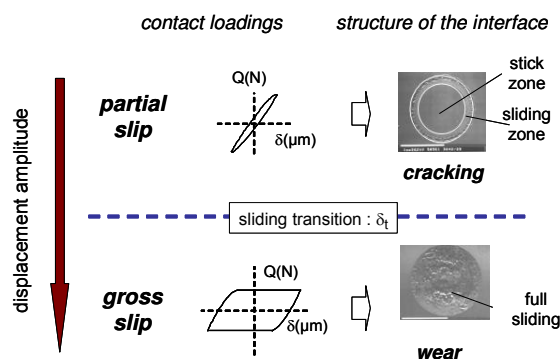 contact loadings
structure of the interface
displacement amplitude
partial
slip
Q(N)
δ(μm)
stick
zone
sliding
zone
cracking
sliding transition : δt
gross
slip
Q(N)
δ(μm)
full
sliding
wear